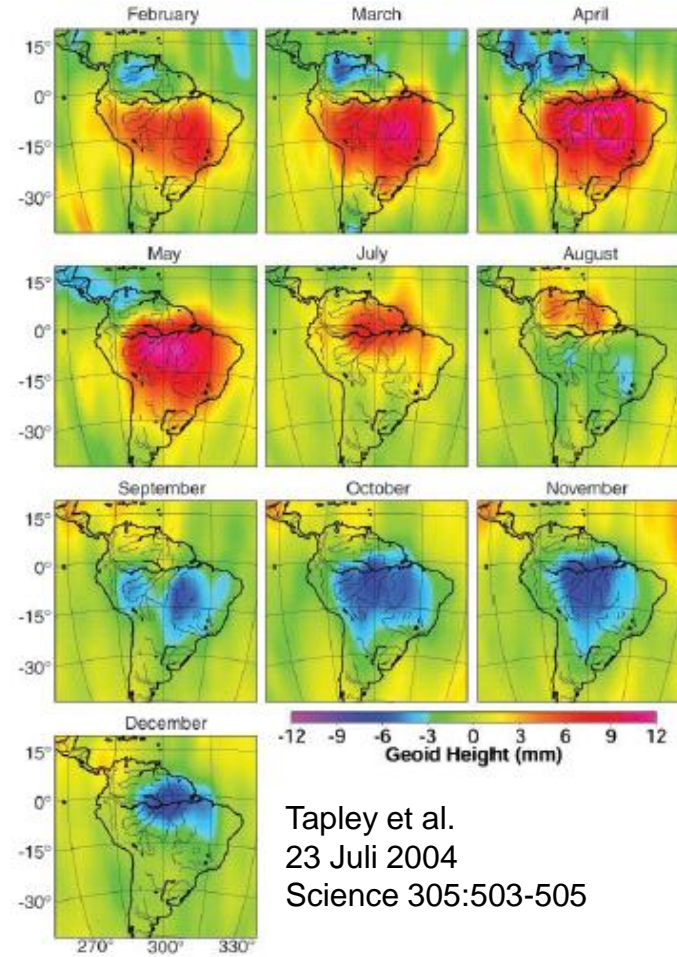 February March April
15°
0°
-15°
-30°
May July August
15°
0°
-15°
-30°
September October November
15°
0°
-15°
-30°
December
-12 -9 -6 -3 0 3 6 9 12
Geoid Height (mm)
15°
0°
-15°
-30°
270° 300° 330°
Tapley et al.
23 Juli 2004
Science 305:503-505